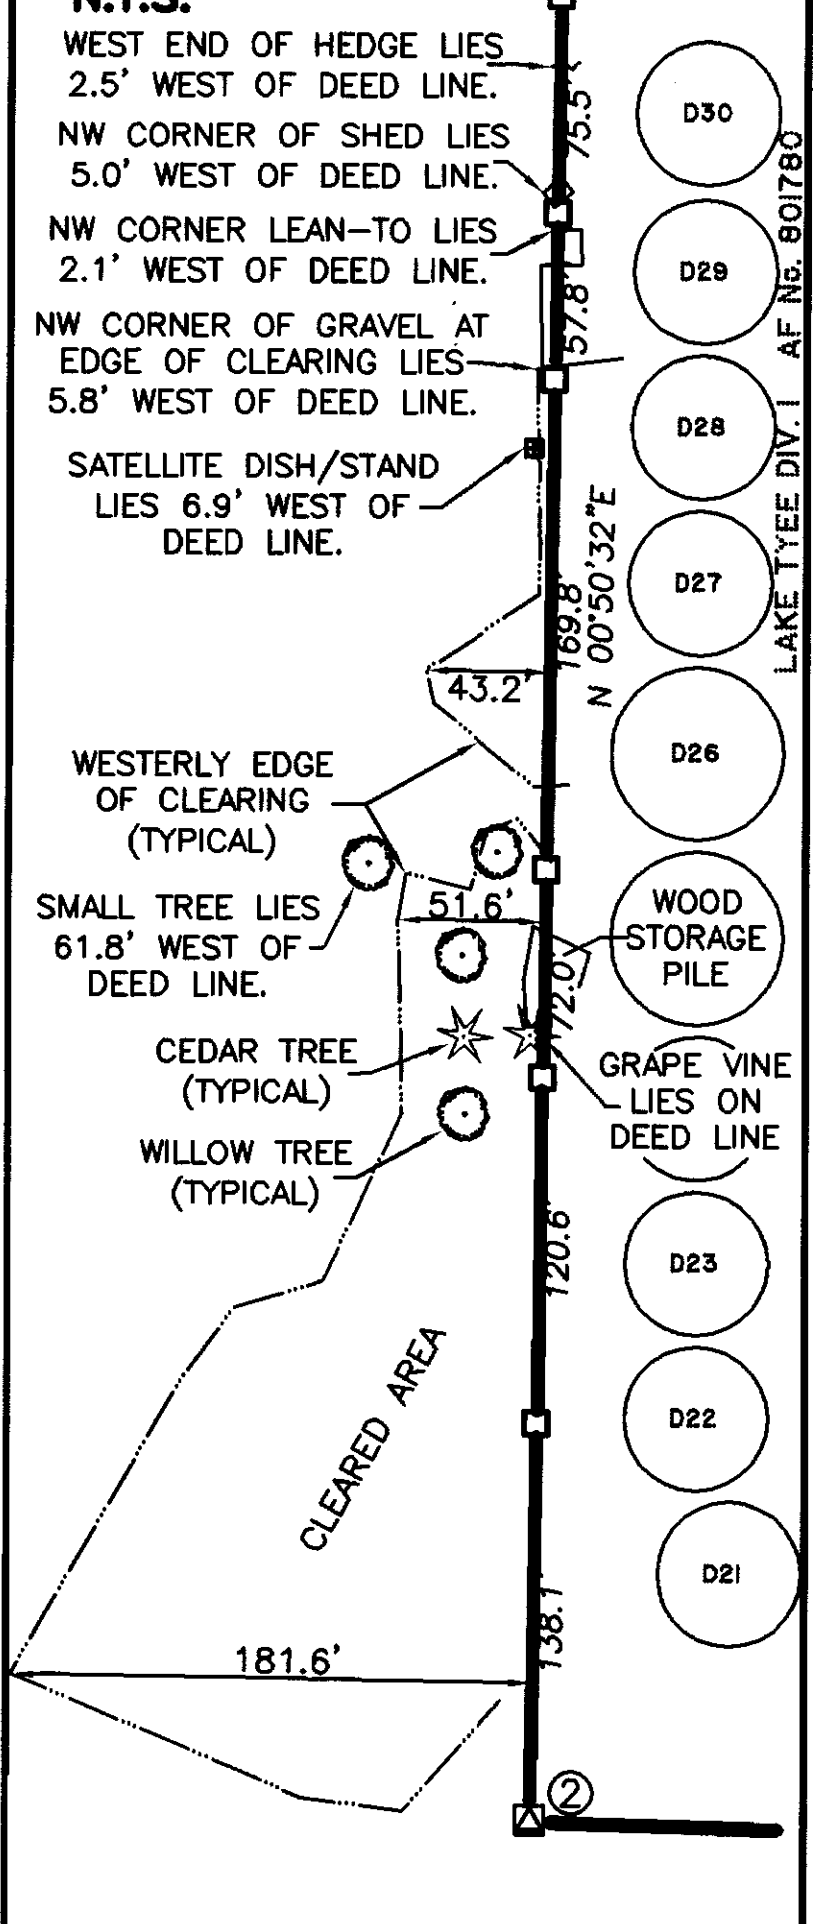 N.T.S.
WEST END OF HEDGE LIES
2.5' WEST OF DEED LINE.
75.5'
D30
NW CORNER OF SHED LIES
5.0' WEST OF DEED LINE.
NW CORNER LEAN-TO LIES
2.1' WEST OF DEED LINE.
57.8'
D29
NW CORNER OF GRAVEL AT
EDGE OF CLEARING LIES
5.8' WEST OF DEED LINE.
D28
LAKE TYEE DIV. 1 AF No. 801780
SATELLITE DISH/STAND
LIES 6.9' WEST OF
DEED LINE.
169.8'
N 00°50'32"E
D27
43.2'
WESTERLY EDGE
OF CLEARING
(TYPICAL)
D26
SMALL TREE LIES
61.8' WEST OF
DEED LINE.
51.6'
72.0'
WOOD
STORAGE
PILE
CEDAR TREE
(TYPICAL)
GRAPE VINE
LIES ON
DEED LINE
WILLOW TREE
(TYPICAL)
120.6'
D23
CLEARED AREA
D22
D21
138.1'
181.6'
2